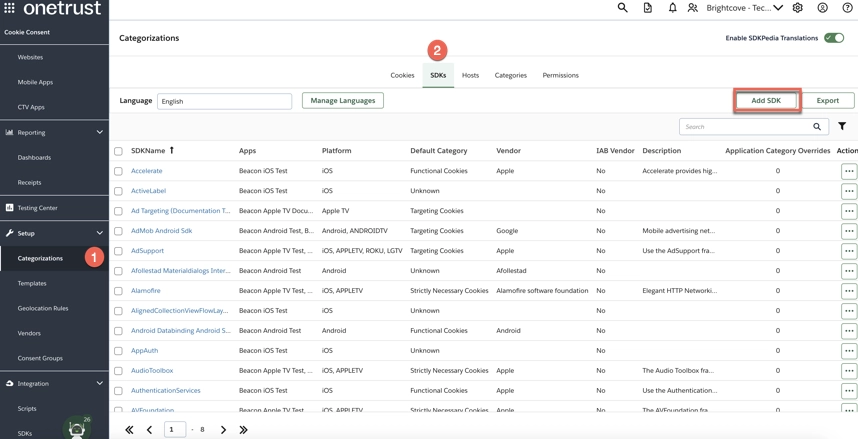 onetrust
Brightcove - Tec...
Cookie Consent
Websites
Mobile Apps
CTV Apps
Reporting
Dashboards
Receipts
Testing Center
Setup
Categorizations
1
Templates
Geolocation Rules
Vendors
Consent Groups
Integration
Scripts
SDKs
26
Categorizations
Enable SDKPedia Translations
2
Cookies SDKs Hosts Categories Permissions
Language English Manage Languages Add SDK Export
Search
SDKName Apps Platform Default Category Vendor IAB Vendor Description Application Category Overrides Action
Accelerate Beacon iOS Test iOS Functional Cookies Apple No Accelerate provides hig... 0
ActiveLabel Beacon iOS Test iOS Unknown No 0
Ad Targeting (Documentation T... Beacon Apple TV Docu... Apple TV Targeting Cookies No 0
AdMob Android Sdk Beacon Android Test, B... Android, ANDROIDTV Targeting Cookies Google No Mobile advertising net... 0
AdSupport Beacon Apple TV Test, ... iOS, APPLETV, ROKU, LGTV Targeting Cookies Apple No Use the AdSupport fra... 0
Afollestad Materialdialogs Inter... Beacon Android Test Android Unknown Afollestad No 0
Alamofire Beacon Apple TV Test, ... iOS, APPLETV Strictly Necessary Cookies Alamofire software foundation No Elegant HTTP Networki... 0
AlignedCollectionViewFlowLay... Beacon iOS Test iOS Unknown No 0
Android Databinding Android S... Beacon Android Test Android Functional Cookies Android No 0
AppAuth Beacon iOS Test iOS Unknown No 0
AudioToolbox Beacon Apple TV Test, ... iOS, APPLETV Strictly Necessary Cookies Apple No The Audio Toolbox fra... 0
AuthenticationServices Beacon iOS Test iOS Functional Cookies Apple No Use the Authentication... 0
AVFoundation Beacon Apple TV Test, ... iOS, APPLETV Strictly Necessary Cookies Apple No The AVFoundation fra... 0
1 - 8